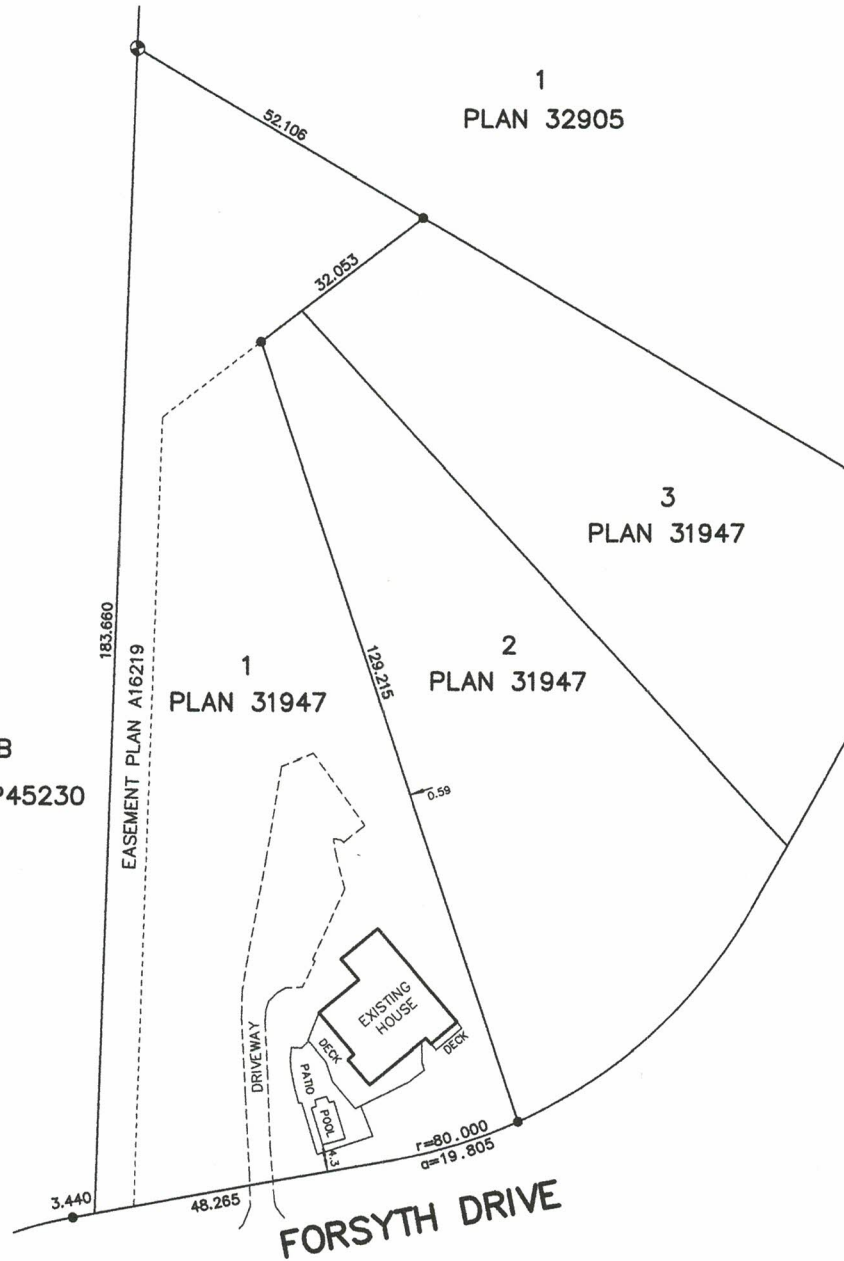 1
PLAN 32905
52.106
32.053
3
PLAN 31947
183.660
EASEMENT PLAN A16219
1
PLAN 31947
129.215
2
PLAN 31947
B
P45230
0.59
EXISTING
HOUSE
DECK
DECK
DRIVEWAY
PATIO
POOL
4.3
r=80.000
a=19.805
3.440
48.265
FORSYTH DRIVE